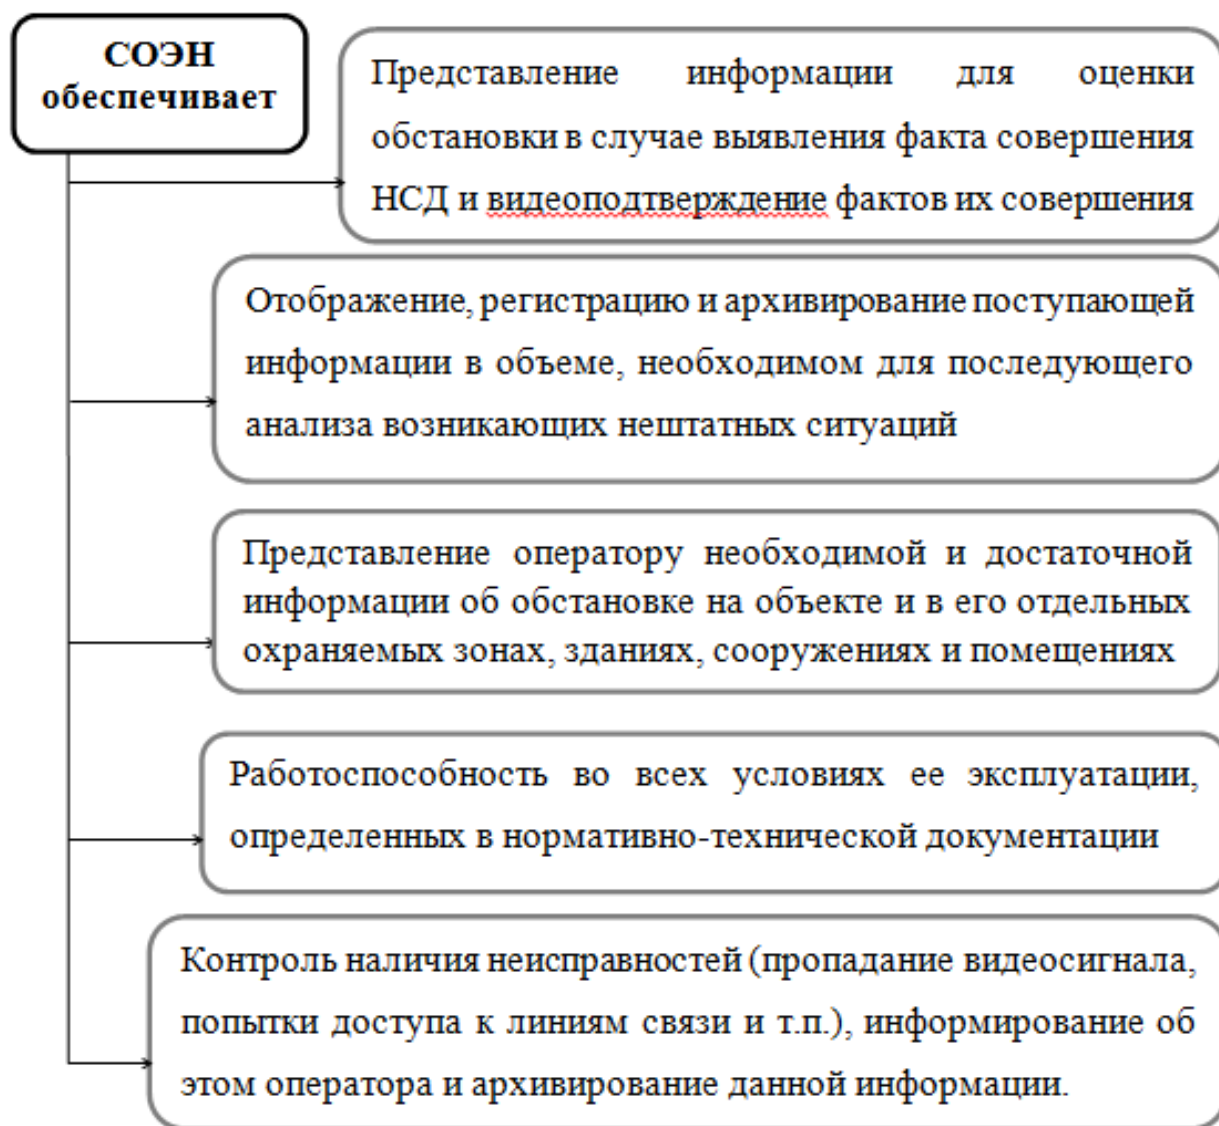 СОЭН
обеспечивает
Представление информации для оценки
обстановки в случае выявления факта совершения
НСД и видеоподтверждение фактов их совершения
Отображение, регистрацию и архивирование поступающей
информации в объеме, необходимом для последующего
анализа возникающих нештатных ситуаций
Представление оператору необходимой и достаточной
информации об обстановке на объекте и в его отдельных
охраняемых зонах, зданиях, сооружениях и помещениях
Работоспособность во всех условиях ее эксплуатации,
определенных в нормативно-технической документации
Контроль наличия неисправностей (пропадание видеосигнала,
попытки доступа к линиям связи и т.п.), информирование об
этом оператора и архивирование данной информации.